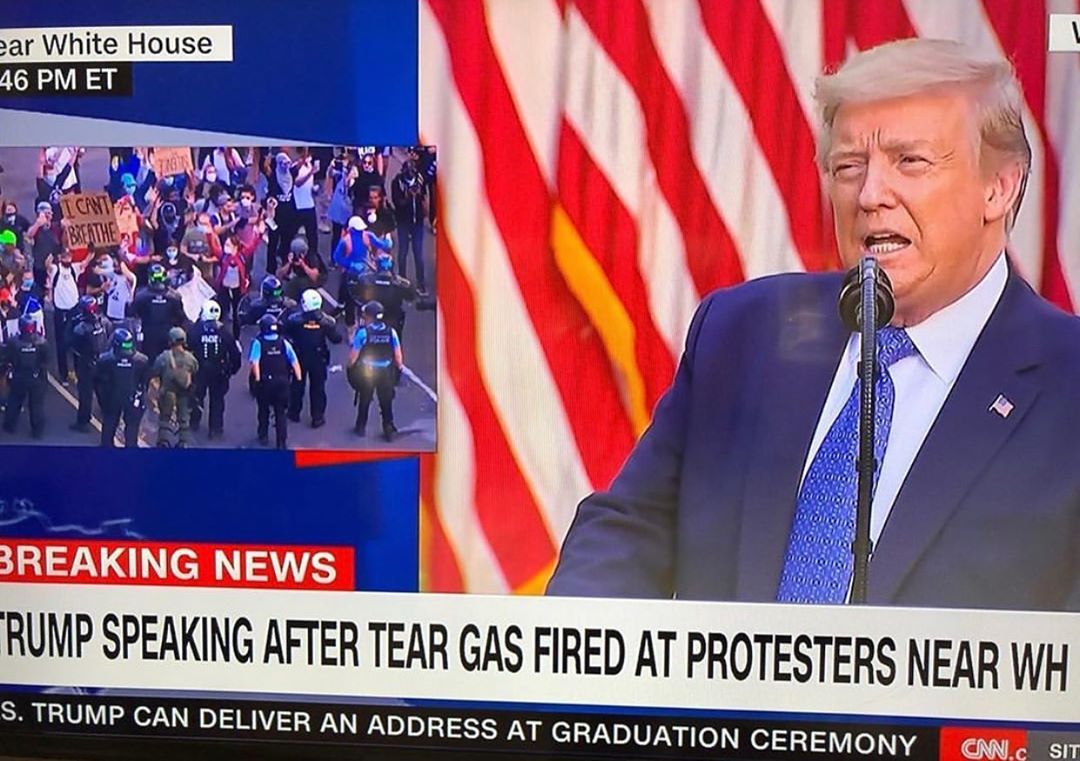 ear White House
46 PM ET
I CAN'T
BREATHE
BREAKING NEWS
TRUMP SPEAKING AFTER TEAR GAS FIRED AT PROTESTERS NEAR WH
S. TRUMP CAN DELIVER AN ADDRESS AT GRADUATION CEREMONY
CNN.c
SIT